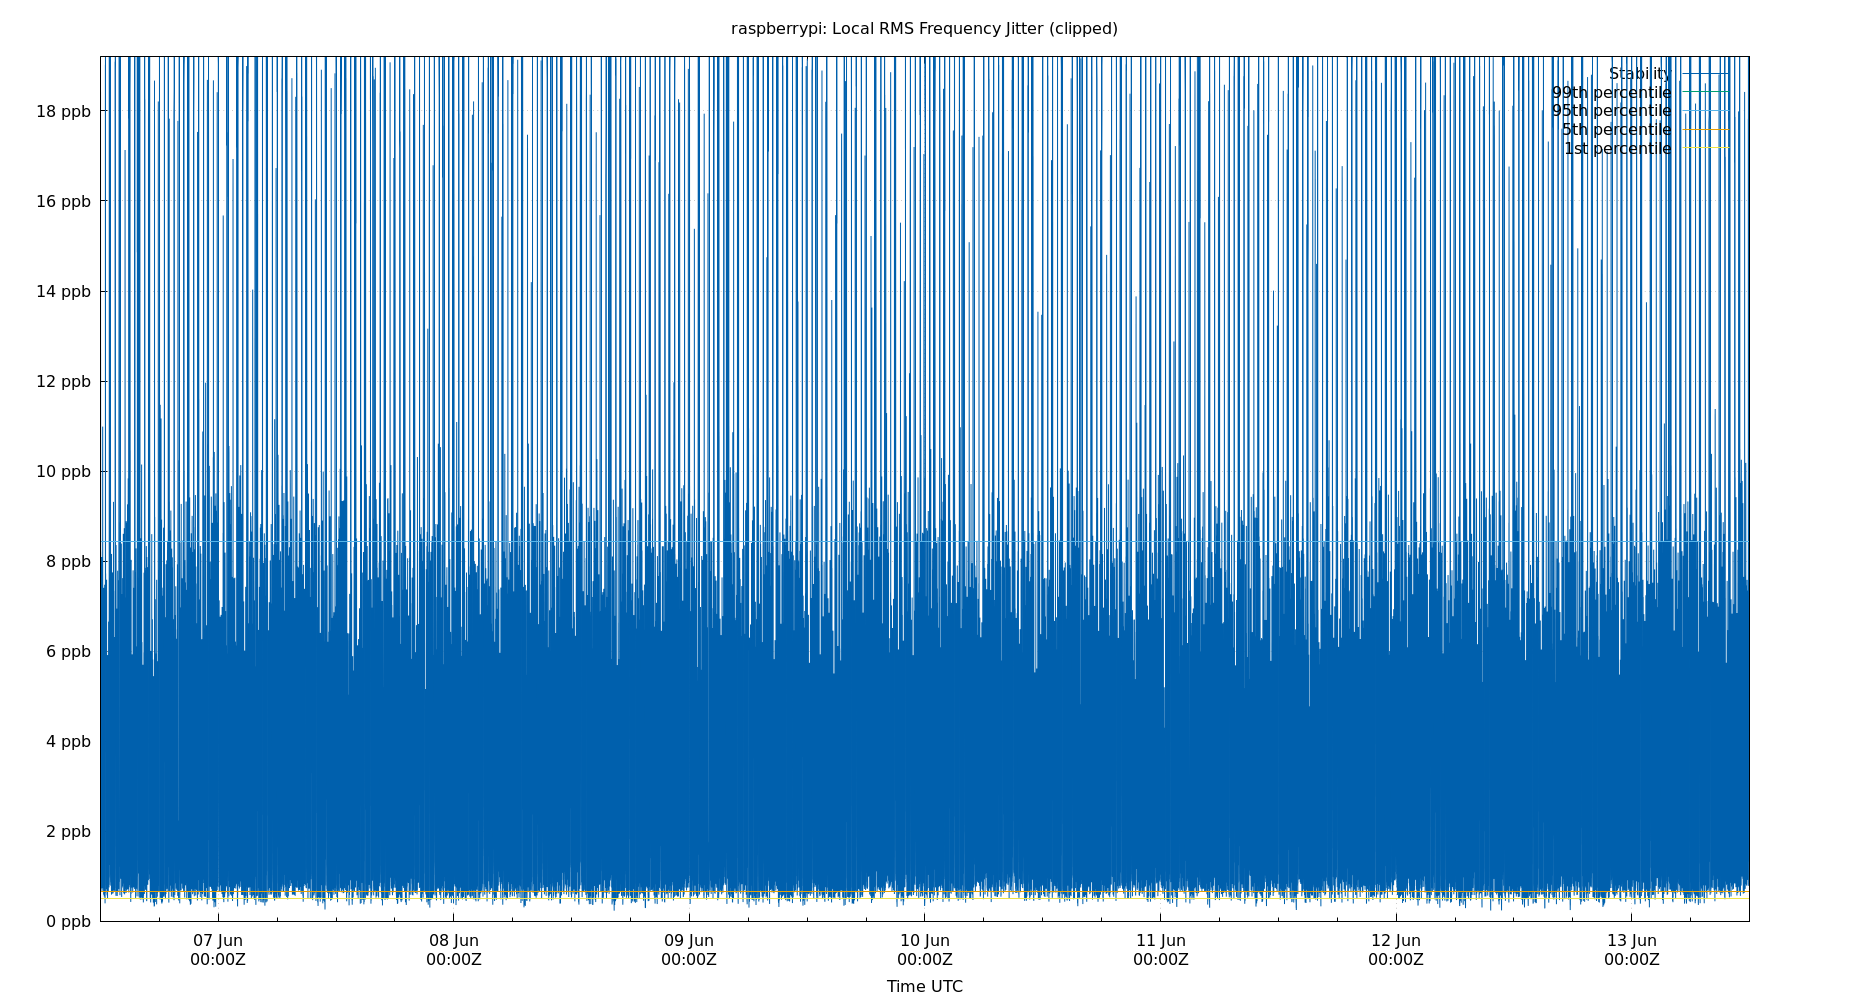 raspberrypi: Local RMS Frequency Jitter (clipped)
Stability
99th percentile
95th percentile
5th percentile
1st percentile
18 ppb
16 ppb
14 ppb
12 ppb
10 ppb
8 ppb
6 ppb
4 ppb
2 ppb
0 ppb
07 Jun 08 Jun 09 Jun 10 Jun 11 Jun 12 Jun 13 Jun
00:00Z 00:00Z 00:00Z 00:00Z 00:00Z 00:00Z 00:00Z
Time UTC